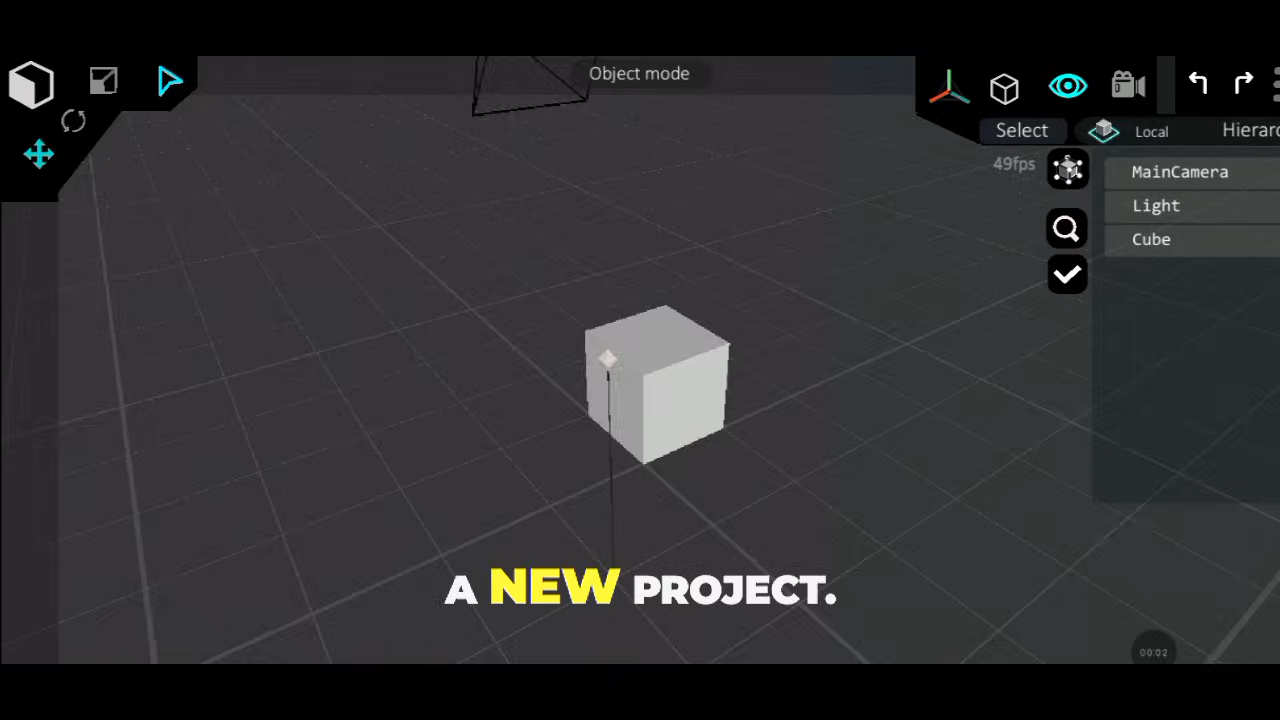 Object mode
Select
Local
Hierarc
49fps
MainCamera
Light
Cube
A NEW PROJECT.
00:02